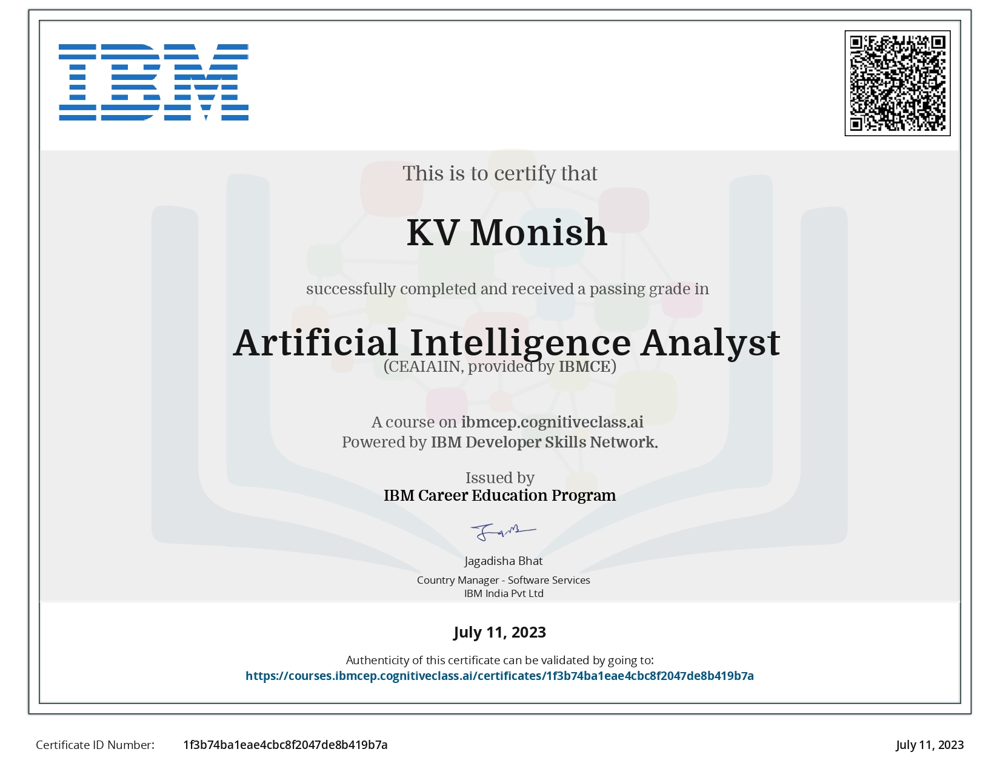 IBM
This is to certify that
KV Monish
successfully completed and received a passing grade in
Artificial Intelligence Analyst
(CEAIA1IN, provided by IBMCE)
A course on ibmcep.cognitiveclass.ai
Powered by IBM Developer Skills Network.
Issued by
IBM Career Education Program
Jagadisha Bhat
Country Manager - Software Services
IBM India Pvt Ltd
July 11, 2023
Authenticity of this certificate can be validated by going to:
https://courses.ibmcep.cognitiveclass.ai/certificates/1f3b74ba1eae4cbc8f2047de8b419b7a
Certificate ID Number: 1f3b74ba1eae4cbc8f2047de8b419b7a July 11, 2023